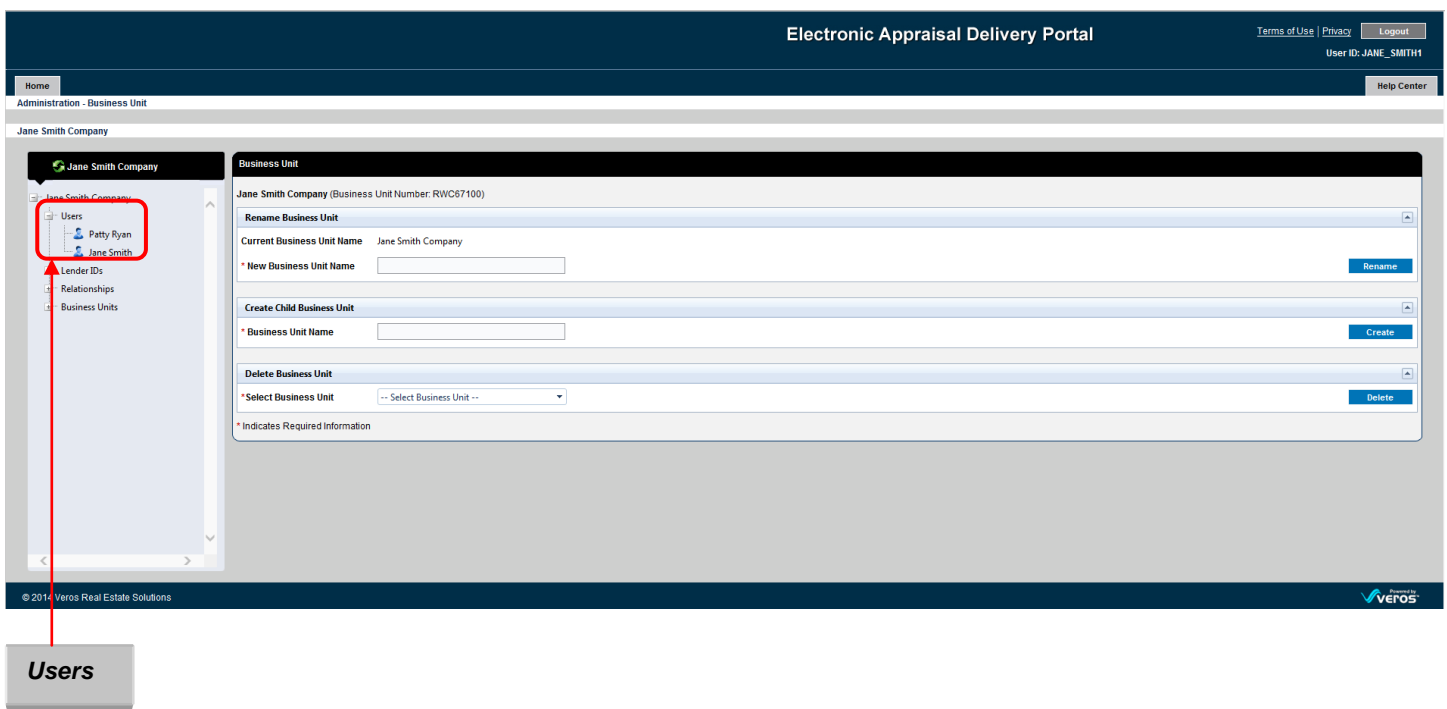 Electronic Appraisal Delivery Portal
Terms of Use | Privacy Logout
User ID: JANE_SMITH1
Home Help Center
Administration - Business Unit
Jane Smith Company
Jane Smith Company
Jane Smith Company
Users
Patty Ryan
Jane Smith
Lender IDs
Relationships
Business Units
Business Unit
Jane Smith Company (Business Unit Number: RWC67100)
Rename Business Unit
Current Business Unit Name Jane Smith Company
* New Business Unit Name Rename
Create Child Business Unit
* Business Unit Name Create
Delete Business Unit
*Select Business Unit -- Select Business Unit -- Delete
* Indicates Required Information
© 2014 Veros Real Estate Solutions
Powered by
veros
Users